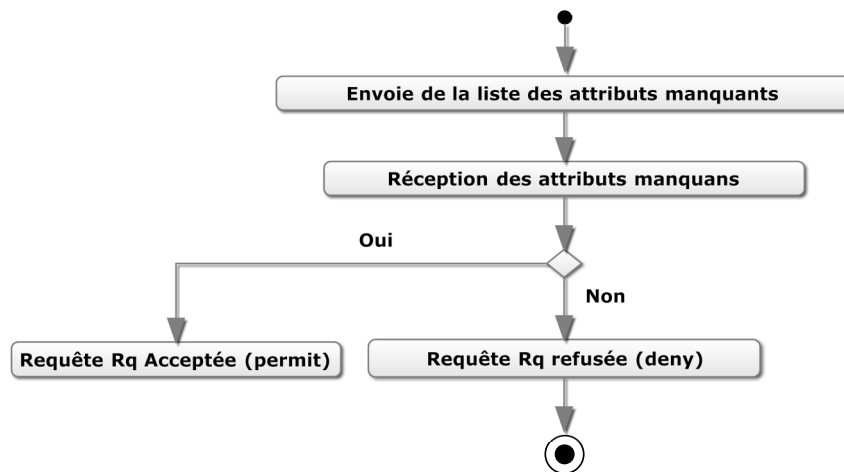 Envoie de la liste des attributs manquants
Réception des attributs manquans
Oui
Non
Requête Rq Acceptée (permit)
Requête Rq refusée (deny)